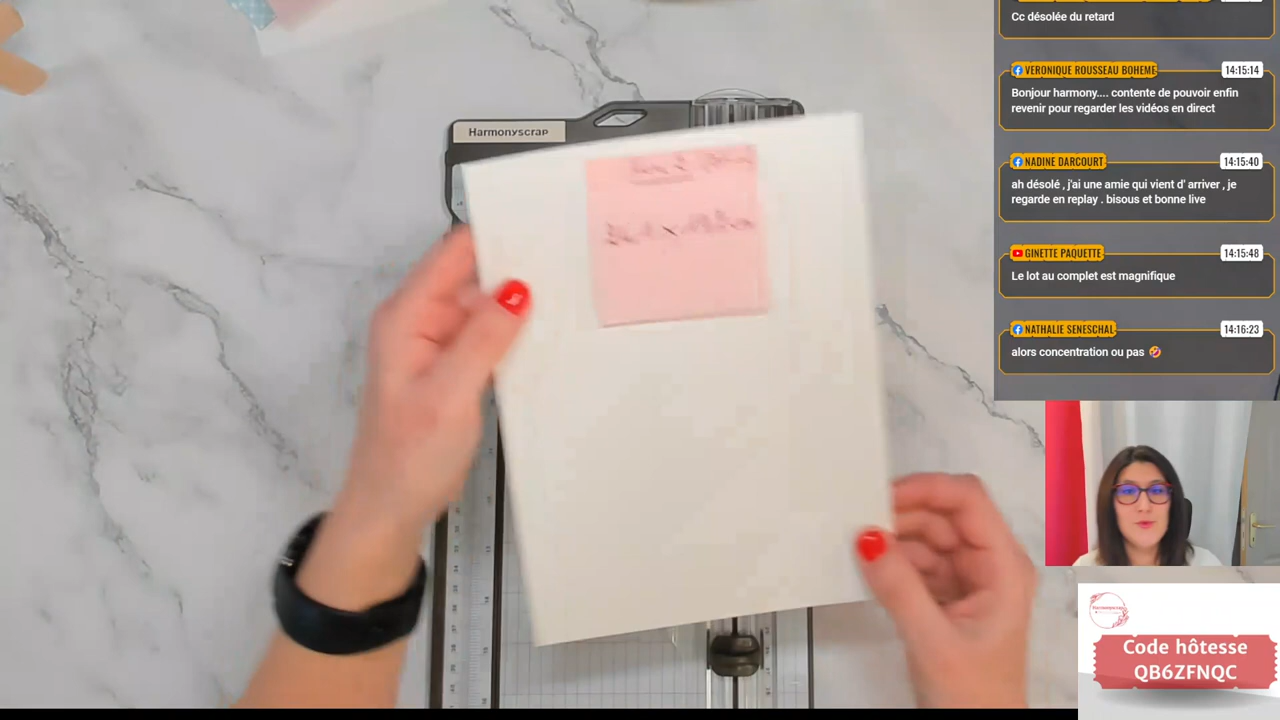 Harmonyscrap
Cc désolée du retard
VERONIQUE ROUSSEAU BOHEME
14:15:14
Bonjour harmony.... contente de pouvoir enfin
revenir pour regarder les vidéos en direct
NADINE DARCOURT
14:15:40
ah désolé , j'ai une amie qui vient d' arriver , je
regarde en replay . bisous et bonne live
GINETTE PAQUETTE
14:15:48
Le lot au complet est magnifique
NATHALIE SENESCHAL
14:16:23
alors concentration ou pas 🤣
Harmonyscrap
Code hôtesse
QB6ZFNQC